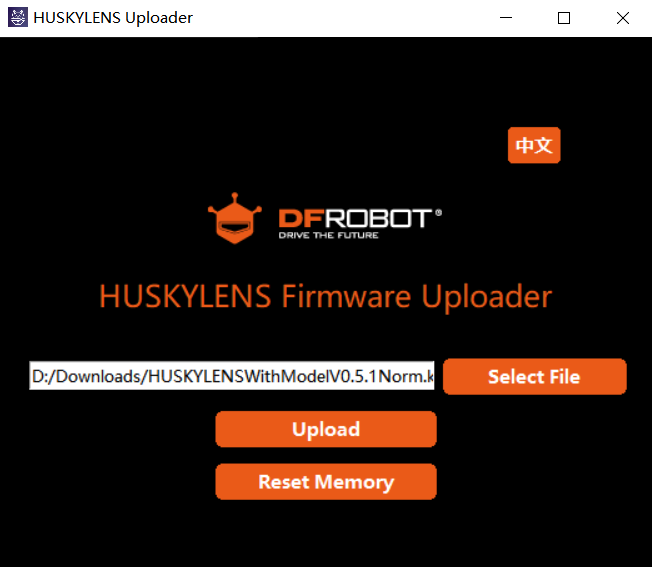 HUSKYLENS Uploader
中文
DFROBOT®
DRIVE THE FUTURE
HUSKYLENS Firmware Uploader
D:/Downloads/HUSKYLENSWithModelV0.5.1Norm.k
Select File
Upload
Reset Memory